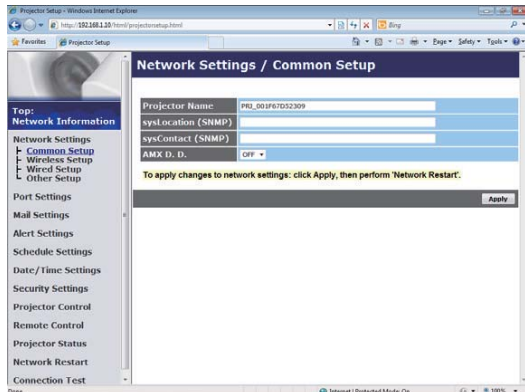 Projector Setup - Windows Internet Explorer
http://192.168.1.10/html/projectorsetup.html
Bing
Favorites
Projector Setup
Page
Safety
Tools
Top:
Network Information
Network Settings
Common Setup
Wireless Setup
Wired Setup
Other Setup
Port Settings
Mail Settings
Alert Settings
Schedule Settings
Date/Time Settings
Security Settings
Projector Control
Remote Control
Projector Status
Network Restart
Connection Test
Network Settings / Common Setup
Projector Name PRJ_001F67D52309
sysLocation (SNMP)
sysContact (SNMP)
AMX D. D. OFF
To apply changes to network settings: click Apply, then perform 'Network Restart'.
Apply
Done
Internet | Protected Mode: On
100%